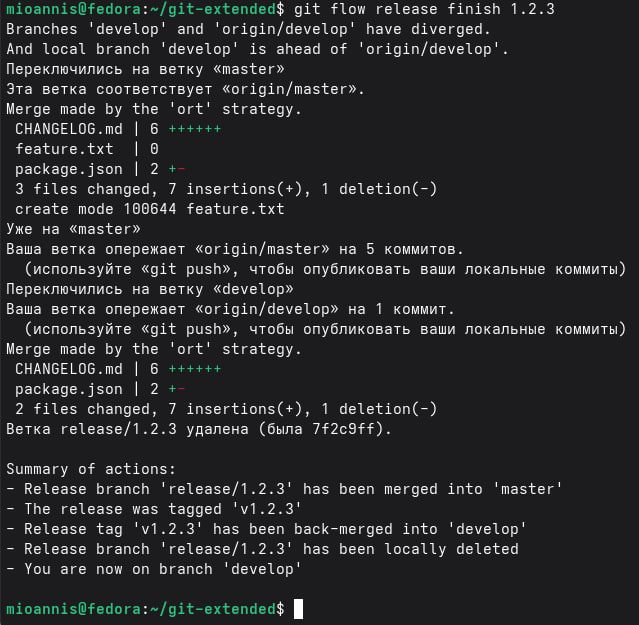 mioannis@fedora:~/git-extended$ git flow release finish 1.2.3
Branches 'develop' and 'origin/develop' have diverged.
And local branch 'develop' is ahead of 'origin/develop'.
Переключились на ветку «master»
Эта ветка соответствует «origin/master».
Merge made by the 'ort' strategy.
 CHANGELOG.md | 6 ++++++
 feature.txt  | 0
 package.json | 2 +-
 3 files changed, 7 insertions(+), 1 deletion(-)
 create mode 100644 feature.txt
Уже на «master»
Ваша ветка опережает «origin/master» на 5 коммитов.
  (используйте «git push», чтобы опубликовать ваши локальные коммиты)
Переключились на ветку «develop»
Ваша ветка опережает «origin/develop» на 1 коммит.
  (используйте «git push», чтобы опубликовать ваши локальные коммиты)
Merge made by the 'ort' strategy.
 CHANGELOG.md | 6 ++++++
 package.json | 2 +-
 2 files changed, 7 insertions(+), 1 deletion(-)
Ветка release/1.2.3 удалена (была 7f2c9ff).

Summary of actions:
- Release branch 'release/1.2.3' has been merged into 'master'
- The release was tagged 'v1.2.3'
- Release tag 'v1.2.3' has been back-merged into 'develop'
- Release branch 'release/1.2.3' has been locally deleted
- You are now on branch 'develop'

mioannis@fedora:~/git-extended$